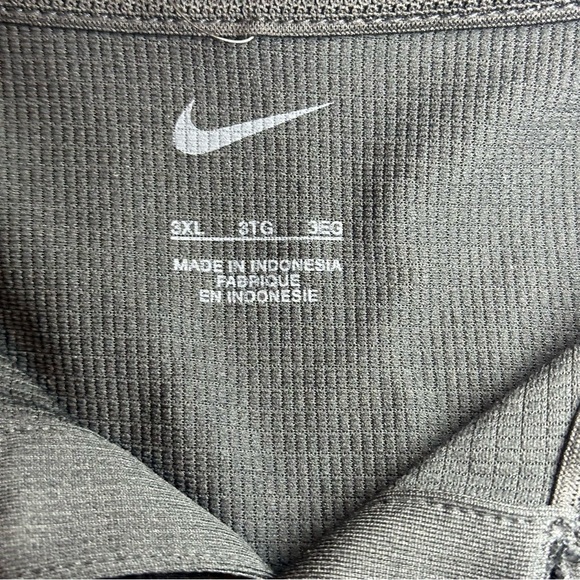 3XL 3TG 3EG
MADE IN INDONESIA
FABRIQUE
EN INDONESIE